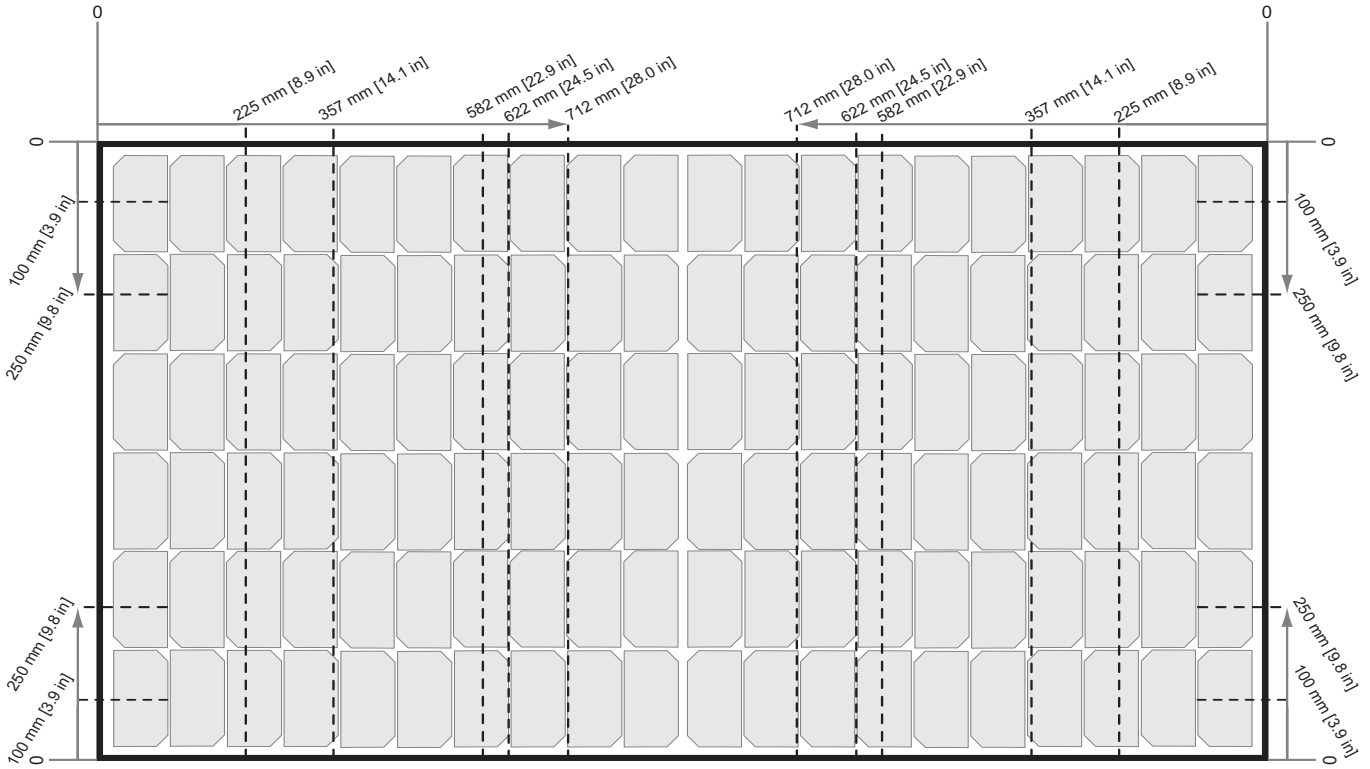 0
0
225 mm [8.9 in]
357 mm [14.1 in]
582 mm [22.9 in]
622 mm [24.5 in]
712 mm [28.0 in]
712 mm [28.0 in]
622 mm [24.5 in]
582 mm [22.9 in]
357 mm [14.1 in]
225 mm [8.9 in]
0
0
100 mm [3.9 in]
100 mm [3.9 in]
250 mm [9.8 in]
250 mm [9.8 in]
250 mm [9.8 in]
250 mm [9.8 in]
100 mm [3.9 in]
100 mm [3.9 in]
0
0